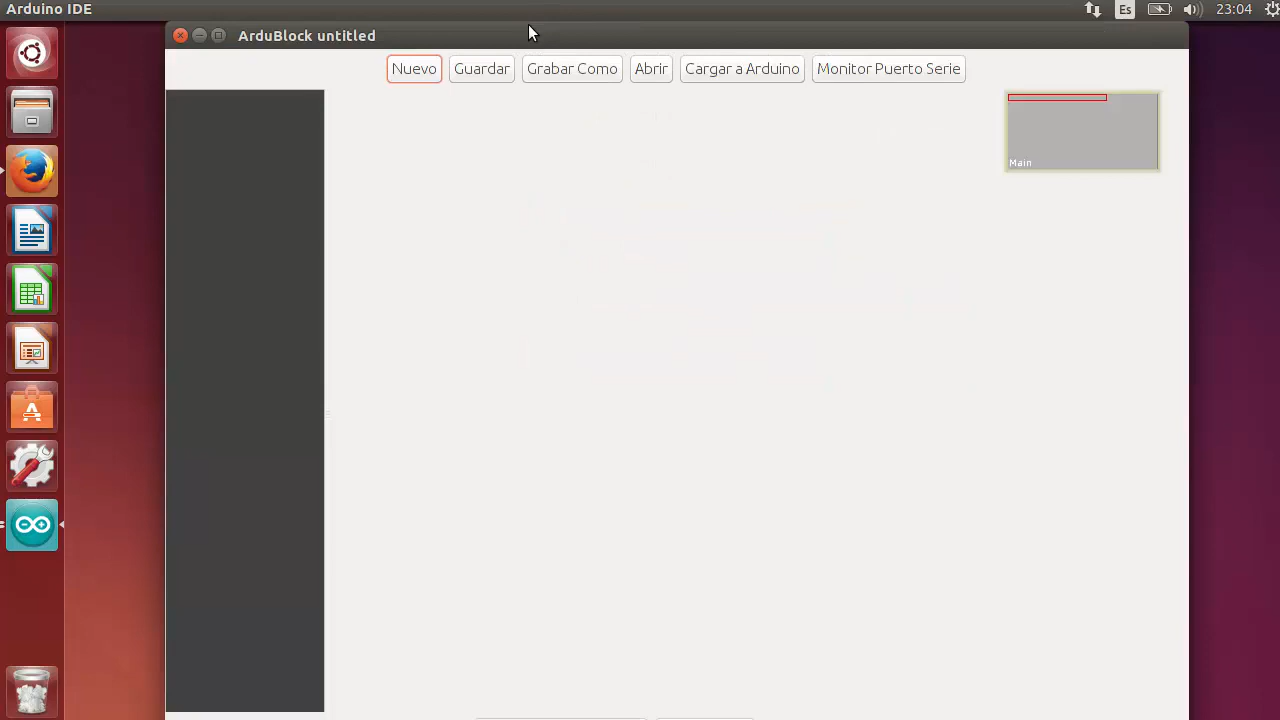 Arduino IDE
Es
23:04
ArduBlock untitled
Nuevo
Guardar
Grabar Como
Abrir
Cargar a Arduino
Monitor Puerto Serie
Main